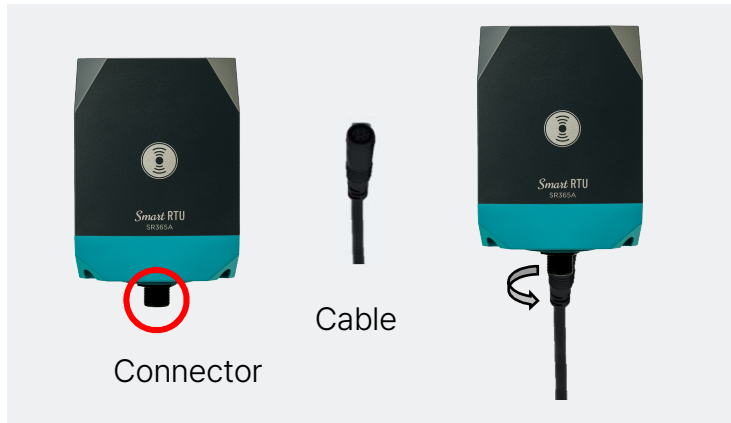 Smart RTU
SR365A
Connector
Cable
Smart RTU
SR365A